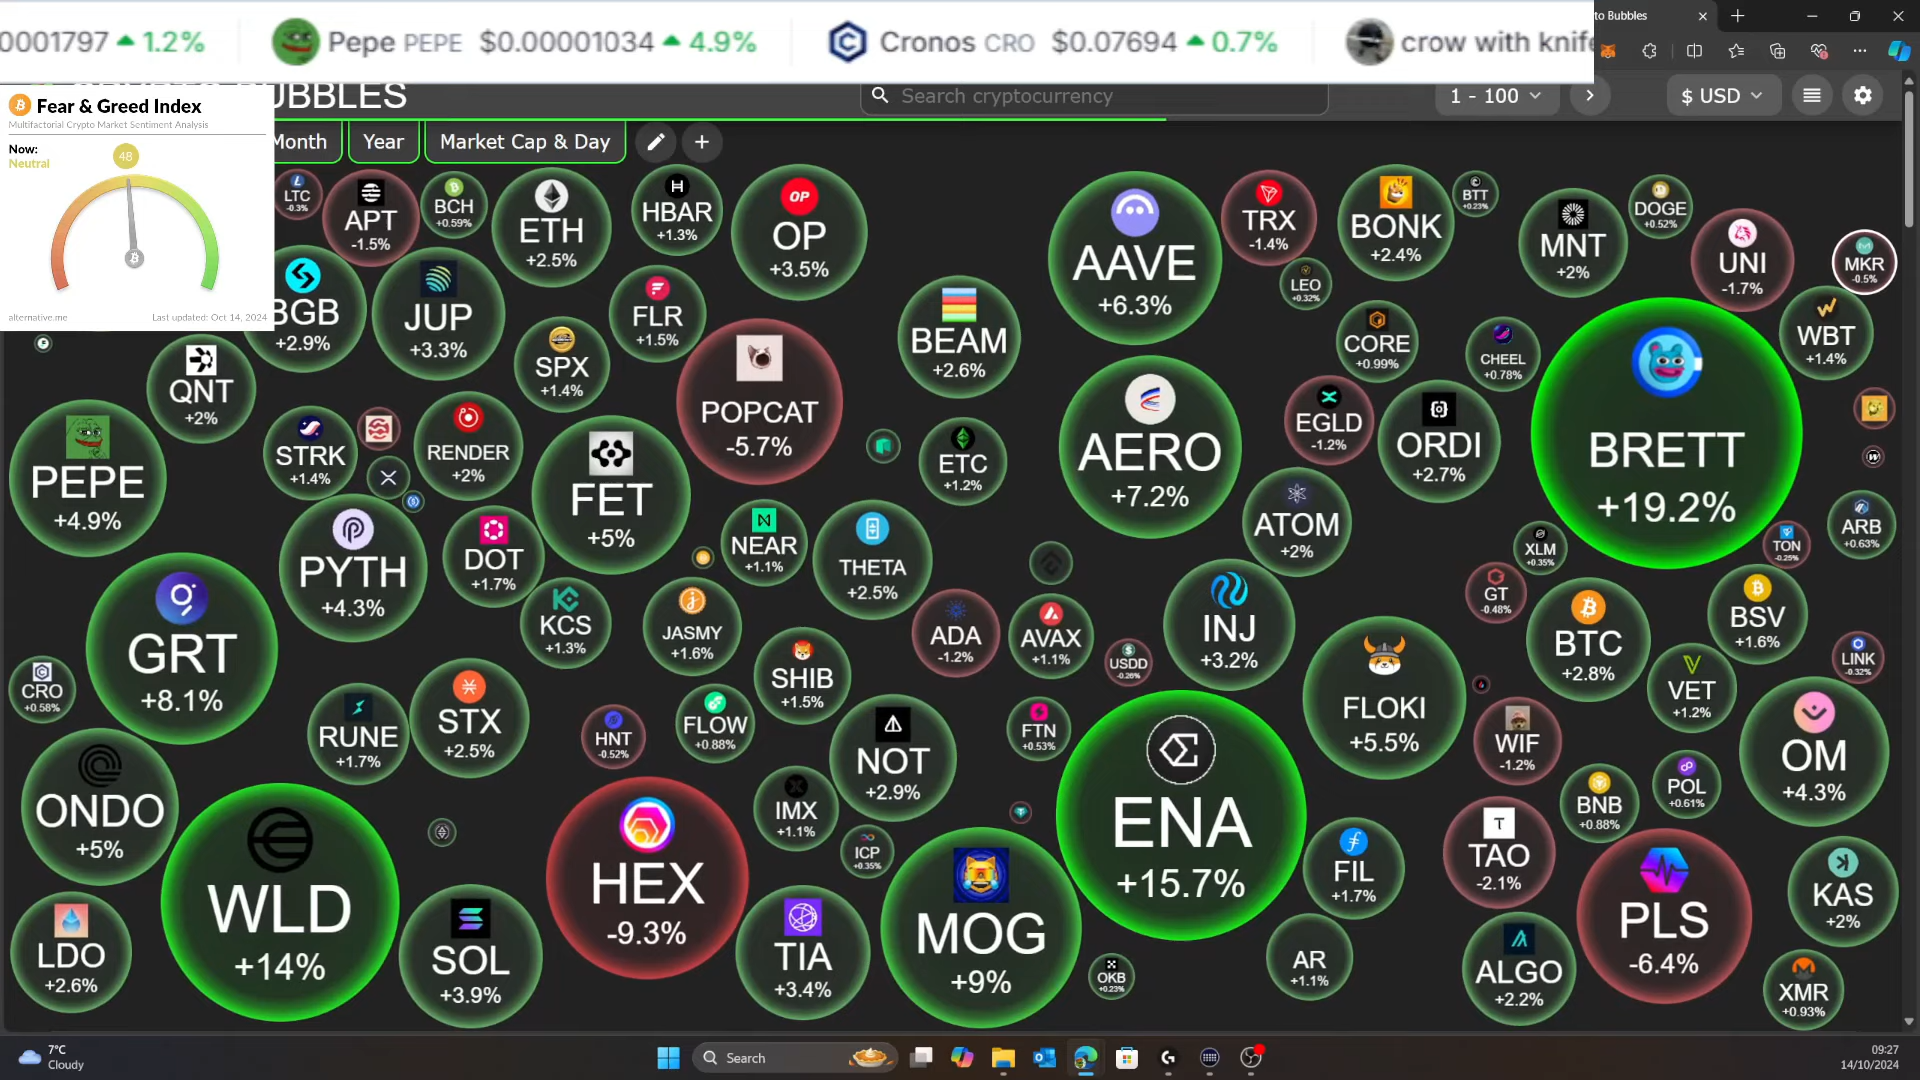 0001797 ▲ 1.2%
Pepe PEPE $0.00001034 ▲ 4.9%
Cronos CRO $0.07694 ▲ 0.7%
crow with knife
to Bubbles
BUBBLES
Search cryptocurrency
1 - 100
$ USD
Fear & Greed Index
Multifactorial Crypto Market Sentiment Analysis
Now:
Neutral
48
alternative.me
Last updated: Oct 14, 2024
Month
Year
Market Cap & Day
LTC
-0.3%
APT
-1.5%
BCH
+0.59%
ETH
+2.5%
HBAR
+1.3%
OP
+3.5%
AAVE
+6.3%
TRX
-1.4%
BONK
+2.4%
BTT
+0.23%
MNT
+2%
DOGE
+0.52%
UNI
-1.7%
MKR
-0.5%
BGB
+2.9%
JUP
+3.3%
SPX
+1.4%
FLR
+1.5%
POPCAT
-5.7%
BEAM
+2.6%
LEO
+0.32%
CORE
+0.99%
CHEEL
+0.78%
BRETT
+19.2%
WBT
+1.4%
QNT
+2%
PEPE
+4.9%
STRK
+1.4%
RENDER
+2%
FET
+5%
ETC
+1.2%
AERO
+7.2%
EGLD
-1.2%
ORDI
+2.7%
ATOM
+2%
XLM
+0.35%
TON
-0.25%
ARB
+0.63%
PYTH
+4.3%
DOT
+1.7%
NEAR
+1.1%
THETA
+2.5%
GRT
+8.1%
KCS
+1.3%
JASMY
+1.6%
ADA
-1.2%
AVAX
+1.1%
USDD
-0.26%
INJ
+3.2%
GT
-0.48%
BTC
+2.8%
BSV
+1.6%
LINK
-0.32%
CRO
+0.58%
SHIB
+1.5%
FLOKI
+5.5%
VET
+1.2%
RUNE
+1.7%
STX
+2.5%
HNT
-0.52%
FLOW
+0.88%
NOT
+2.9%
FTN
+0.53%
WIF
-1.2%
POL
+0.61%
OM
+4.3%
ONDO
+5%
WLD
+14%
HEX
-9.3%
IMX
+1.1%
ICP
+0.35%
ENA
+15.7%
BNB
+0.88%
FIL
+1.7%
TAO
-2.1%
PLS
-6.4%
KAS
+2%
LDO
+2.6%
SOL
+3.9%
TIA
+3.4%
MOG
+9%
OKB
+0.23%
AR
+1.1%
ALGO
+2.2%
XMR
+0.93%
7°C
Cloudy
Search
09:27
14/10/2024